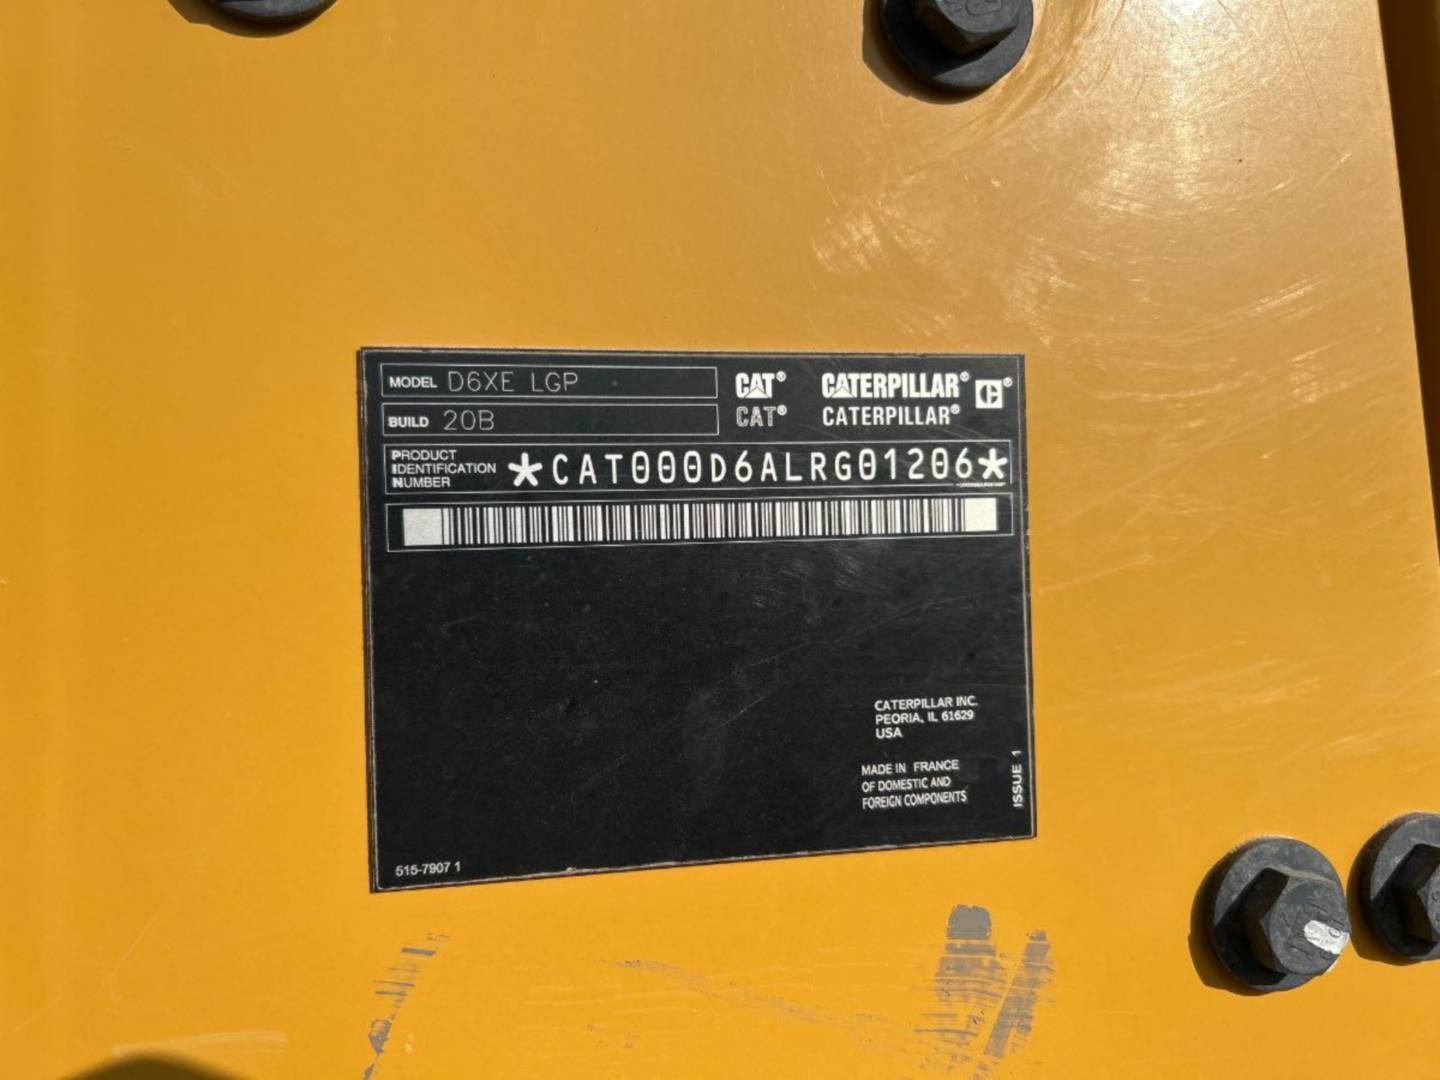 MODEL D6XE LGP
BUILD 20B
CAT® CATERPILLAR® C®
CAT® CATERPILLAR®
PRODUCT
IDENTIFICATION
NUMBER
*CAT000D6ALRG01206*
CATERPILLAR INC.
PEORIA, IL 61629
USA
MADE IN FRANCE
OF DOMESTIC AND
FOREIGN COMPONENTS
ISSUE 1
515-7907 1